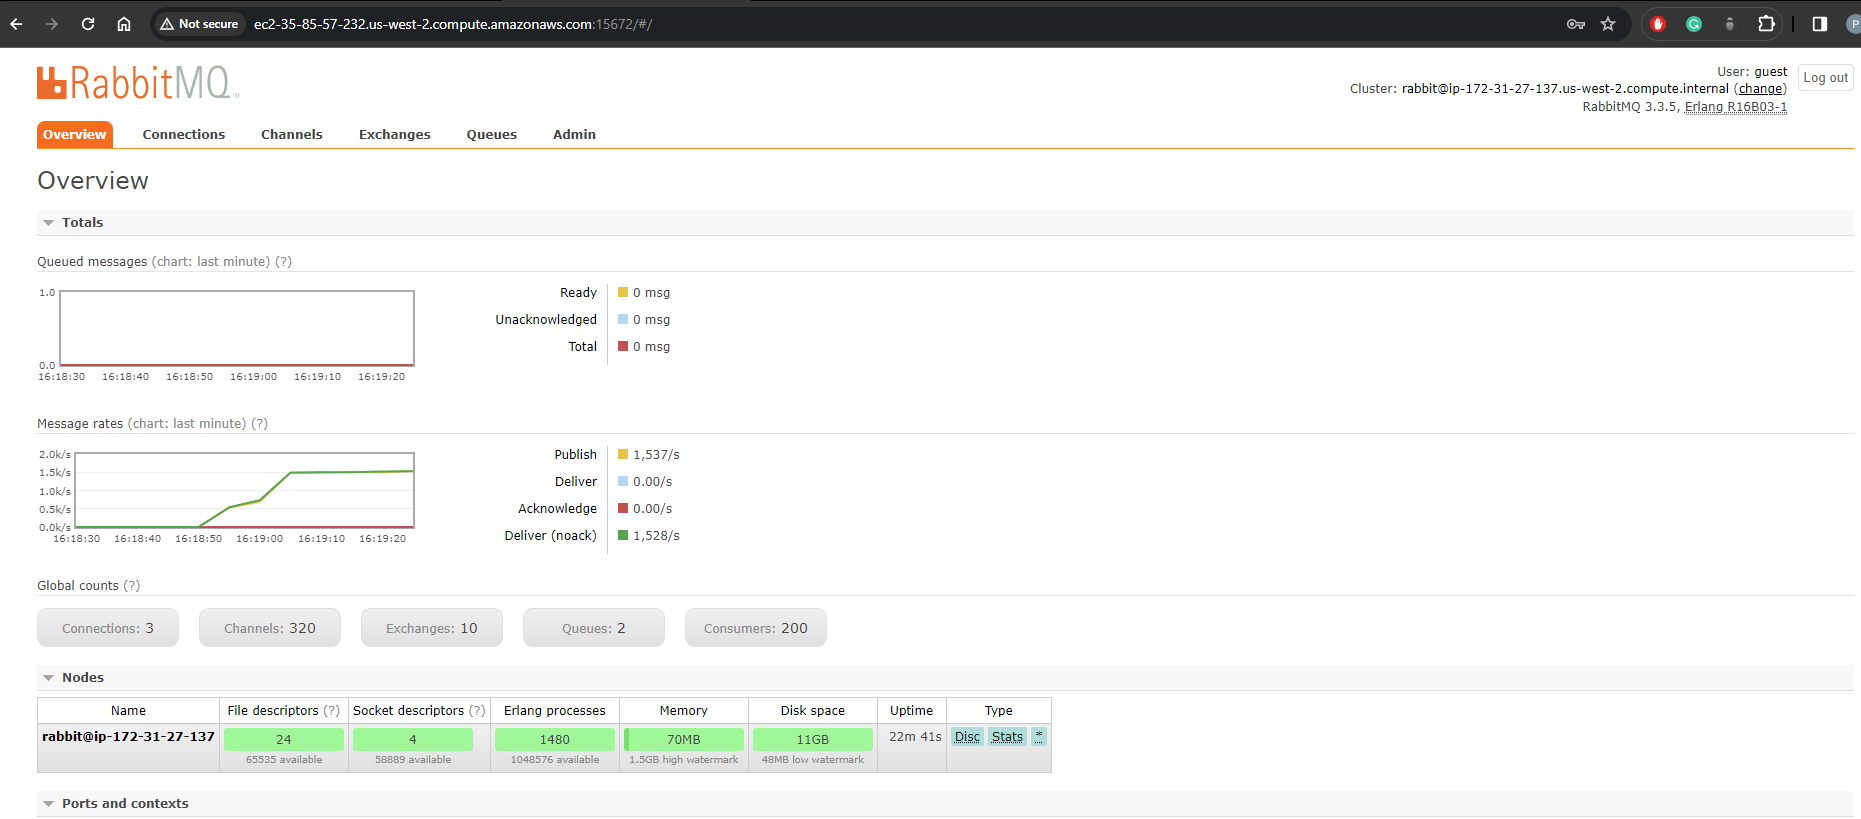 Not secure ec2-35-85-57-232.us-west-2.compute.amazonaws.com:15672/#/
P
RabbitMQ TM
User: guest
Log out
Cluster: rabbit@ip-172-31-27-137.us-west-2.compute.internal (change)
RabbitMQ 3.3.5, Erlang R16B03-1
Overview Connections Channels Exchanges Queues Admin
Overview
Totals
Queued messages (chart: last minute) (?)
1.0
0.0
16:18:30 16:18:40 16:18:50 16:19:00 16:19:10 16:19:20
Ready 0 msg
Unacknowledged 0 msg
Total 0 msg
Message rates (chart: last minute) (?)
2.0k/s
1.5k/s
1.0k/s
0.5k/s
0.0k/s
16:18:30 16:18:40 16:18:50 16:19:00 16:19:10 16:19:20
Publish 1,537/s
Deliver 0.00/s
Acknowledge 0.00/s
Deliver (noack) 1,528/s
Global counts (?)
Connections: 3 Channels: 320 Exchanges: 10 Queues: 2 Consumers: 200
Nodes
Name File descriptors (?) Socket descriptors (?) Erlang processes Memory Disk space Uptime Type
rabbit@ip-172-31-27-137 24 4 1480 70MB 11GB 22m 41s Disc Stats *
65535 available 58889 available 1048576 available 1.5GB high watermark 48MB low watermark
Ports and contexts